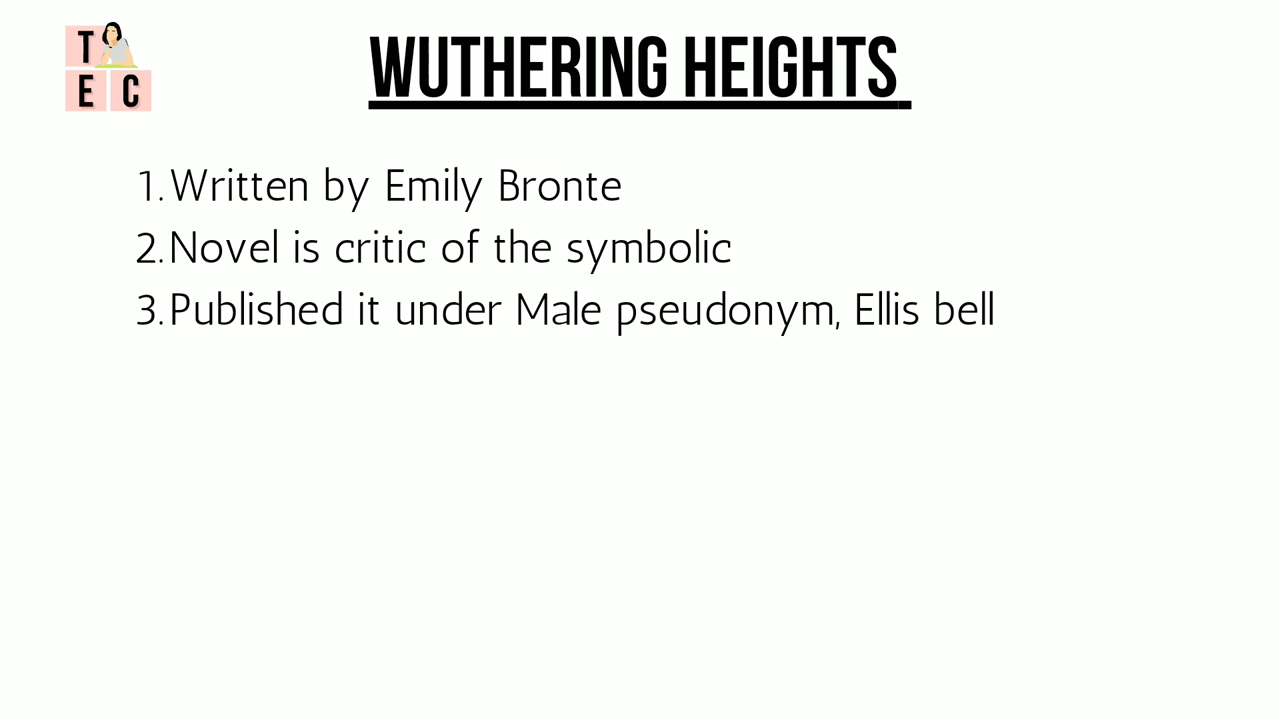 T
E C
WUTHERING HEIGHTS
1. Written by Emily Bronte
2. Novel is critic of the symbolic
3. Published it under Male pseudonym, Ellis bell